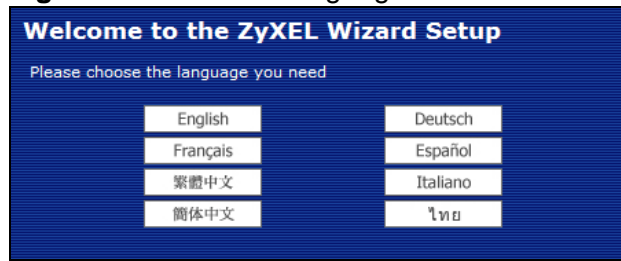 Welcome to the ZyXEL Wizard Setup
Please choose the language you need
English
Deutsch
Français
Español
繁體中文
Italiano
簡体中文
ไทย